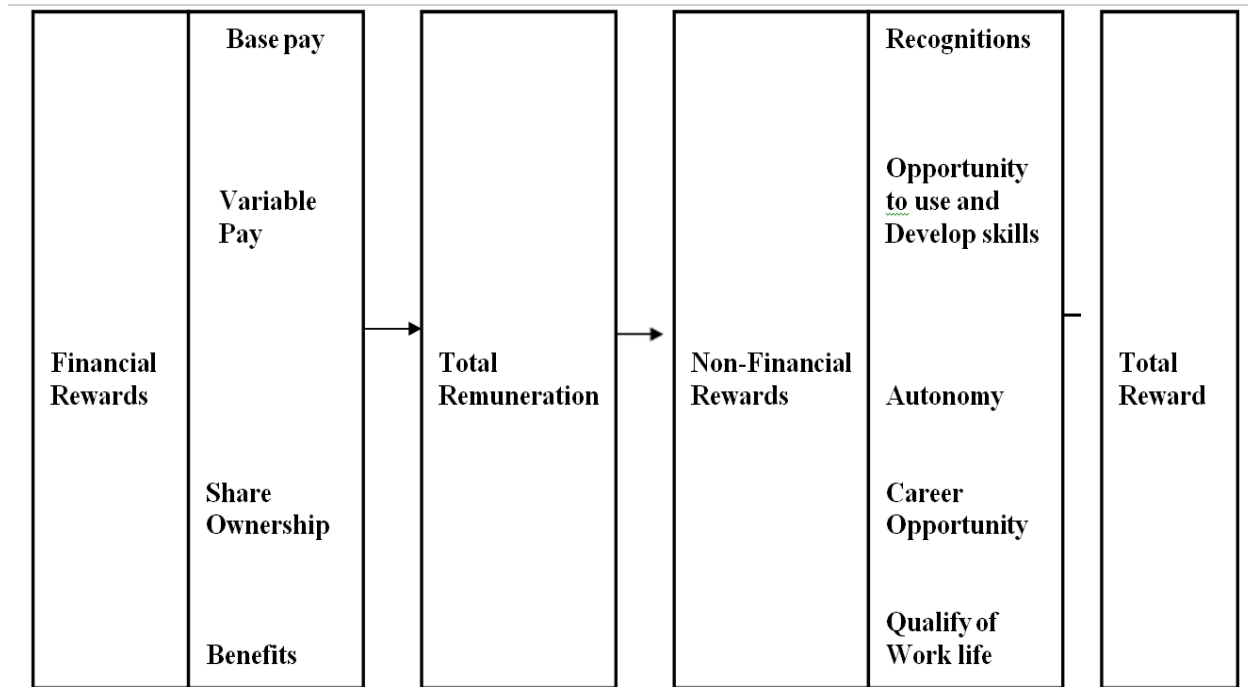 Financial
Rewards
Base pay
Variable
Pay
Share
Ownership
Benefits
Total
Remuneration
Non-Financial
Rewards
Recognitions
Opportunity
to use and
Develop skills
Autonomy
Career
Opportunity
Qualify of
Work life
Total
Reward